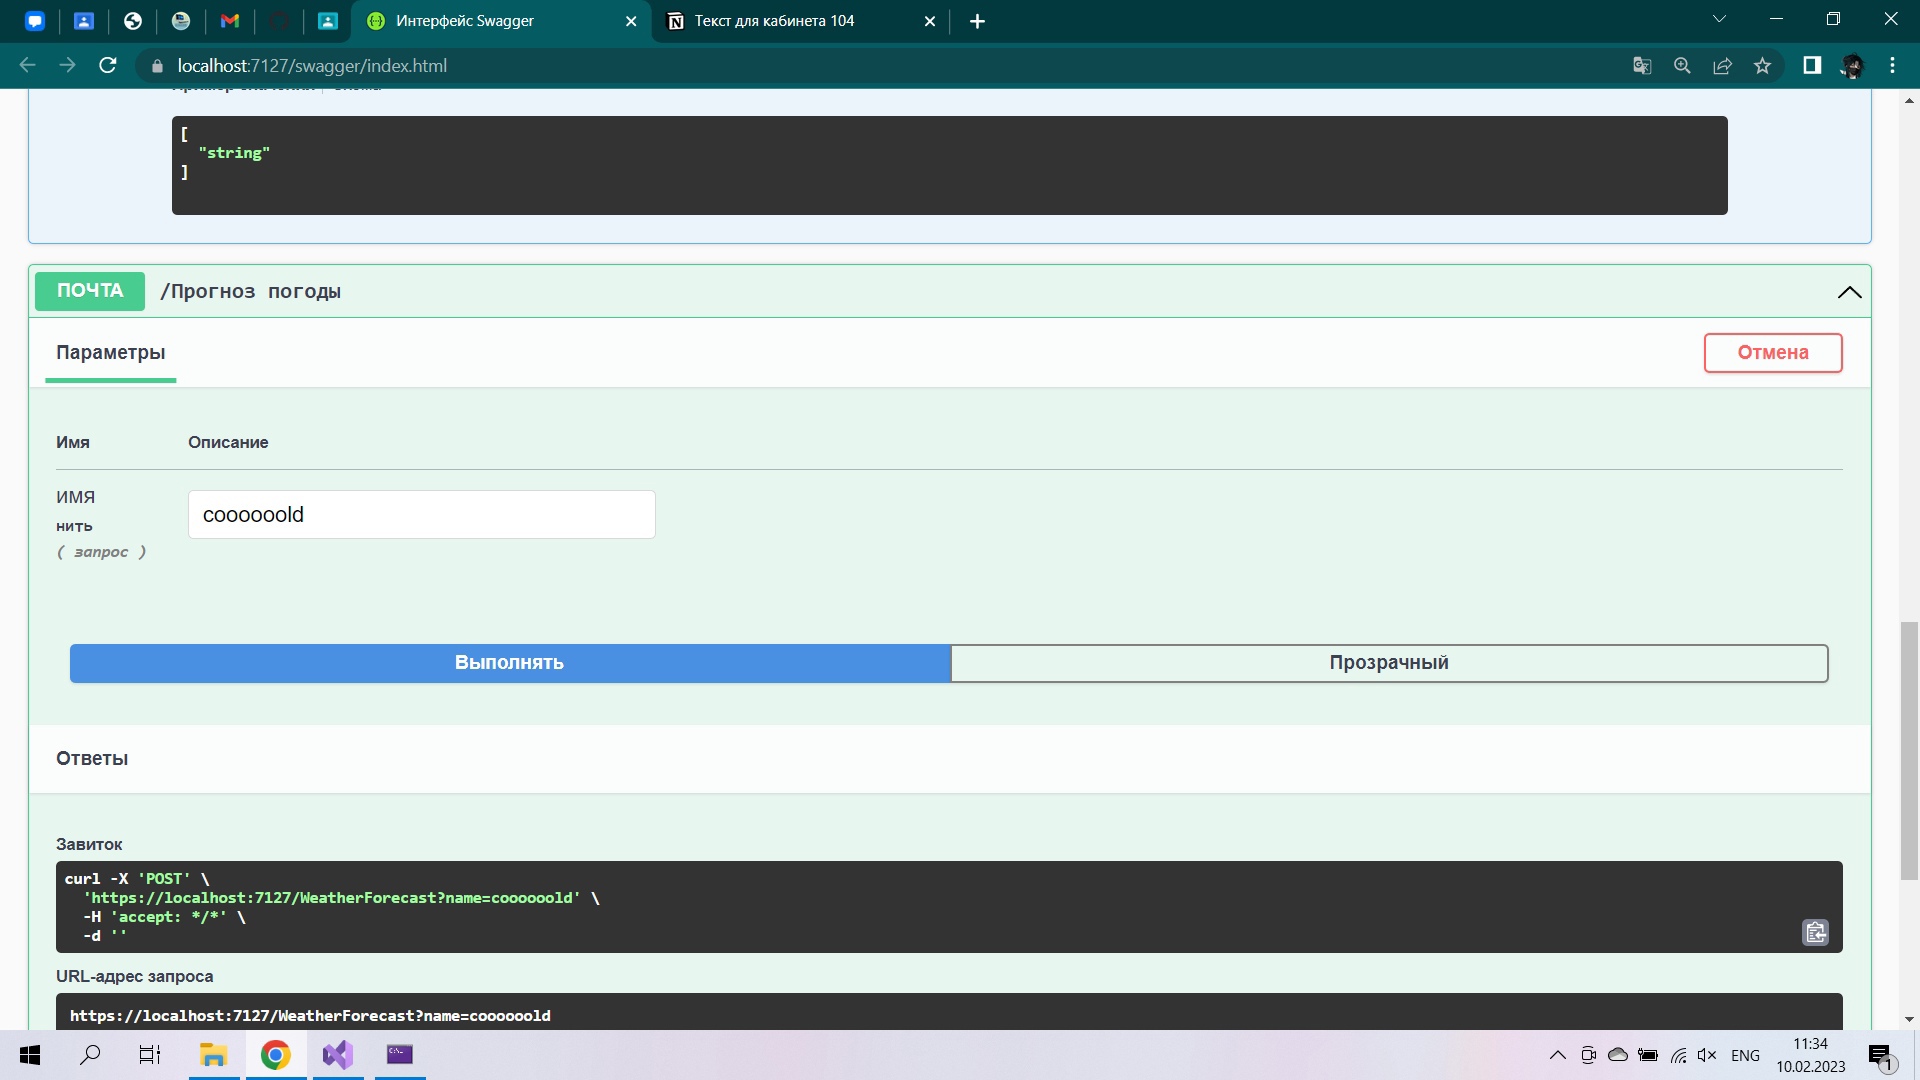 Интерфейс Swagger
Текст для кабинета 104
localhost:7127/swagger/index.html
[
"string"
]
ПОЧТА /Прогноз погоды
Параметры
Отмена
Имя Описание
ИМЯ
нить
( запрос )
coooooold
Выполнять Прозрачный
Ответы
Завиток
curl -X 'POST' \
'https://localhost:7127/WeatherForecast?name=coooooold' \
-H 'accept: */*' \
-d ''
URL-адрес запроса
https://localhost:7127/WeatherForecast?name=coooooold
ENG
11:34
10.02.2023
1